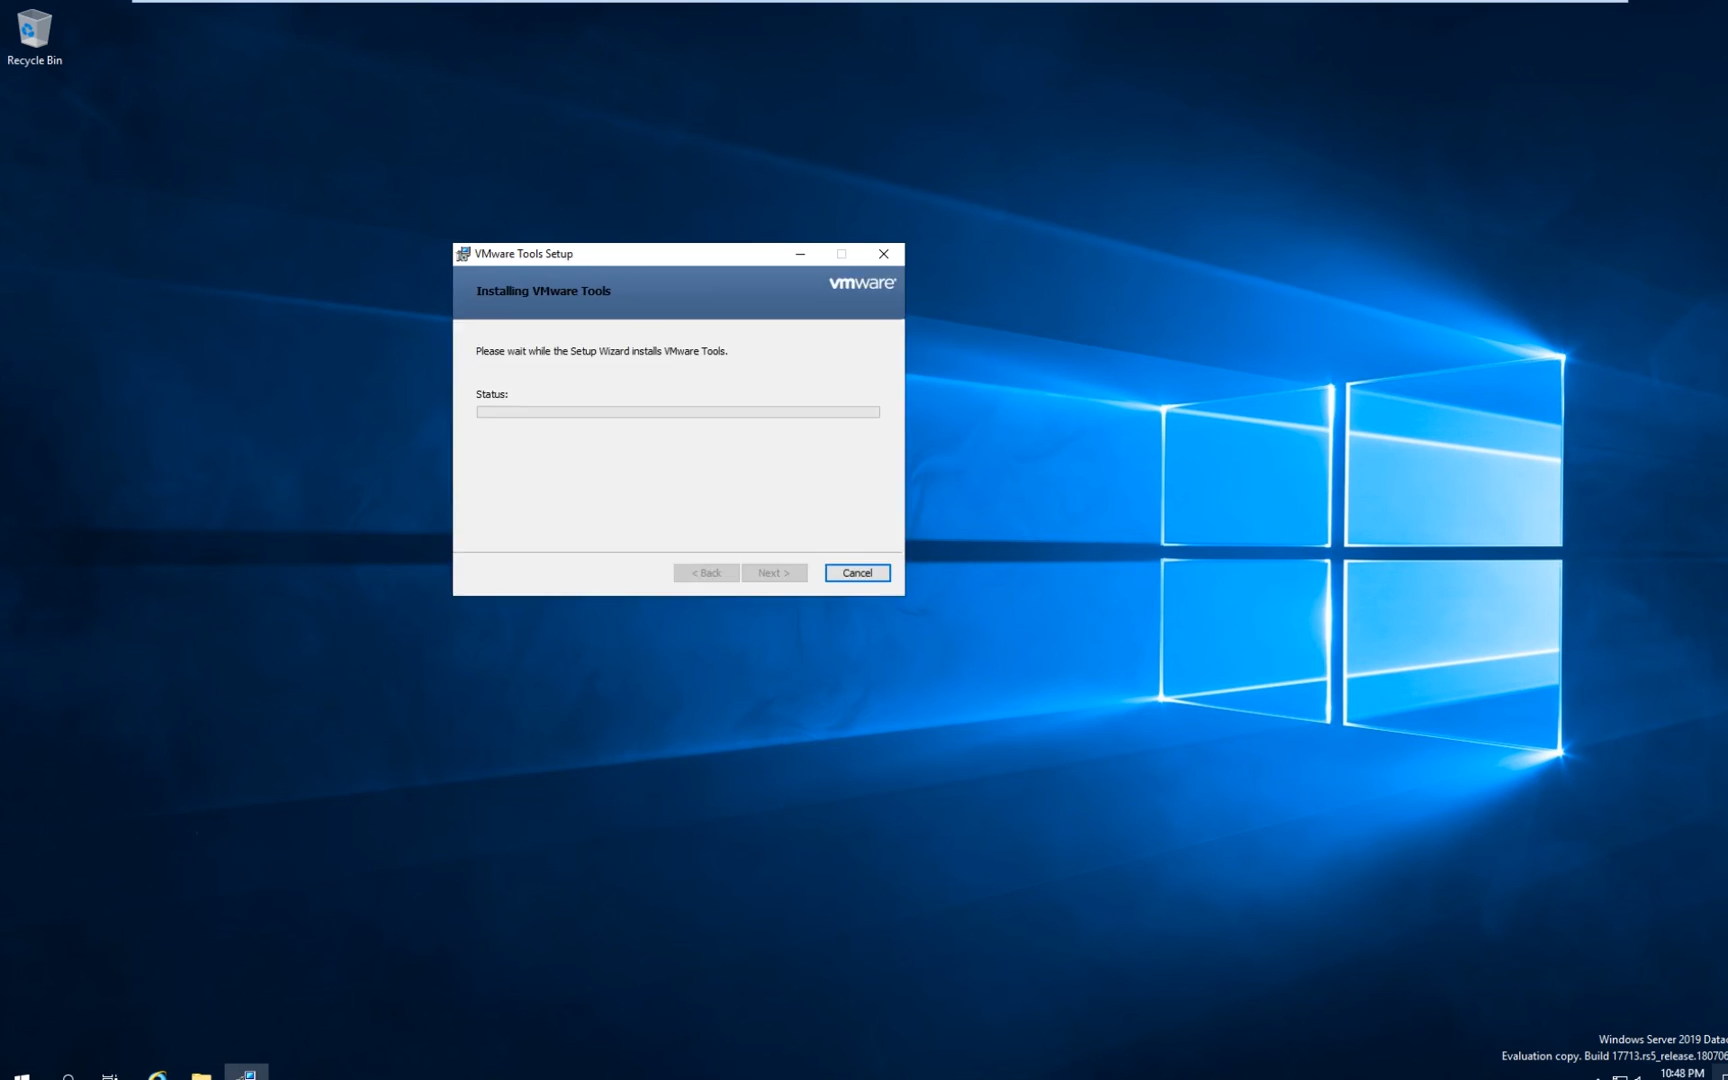 Recycle Bin
VMware Tools Setup
Installing VMware Tools
vmware
Please wait while the Setup Wizard installs VMware Tools.
Status:
< Back
Next >
Cancel
Windows Server 2019 Datac
Evaluation copy. Build 17713.rs5_release.180706
10:48 PM